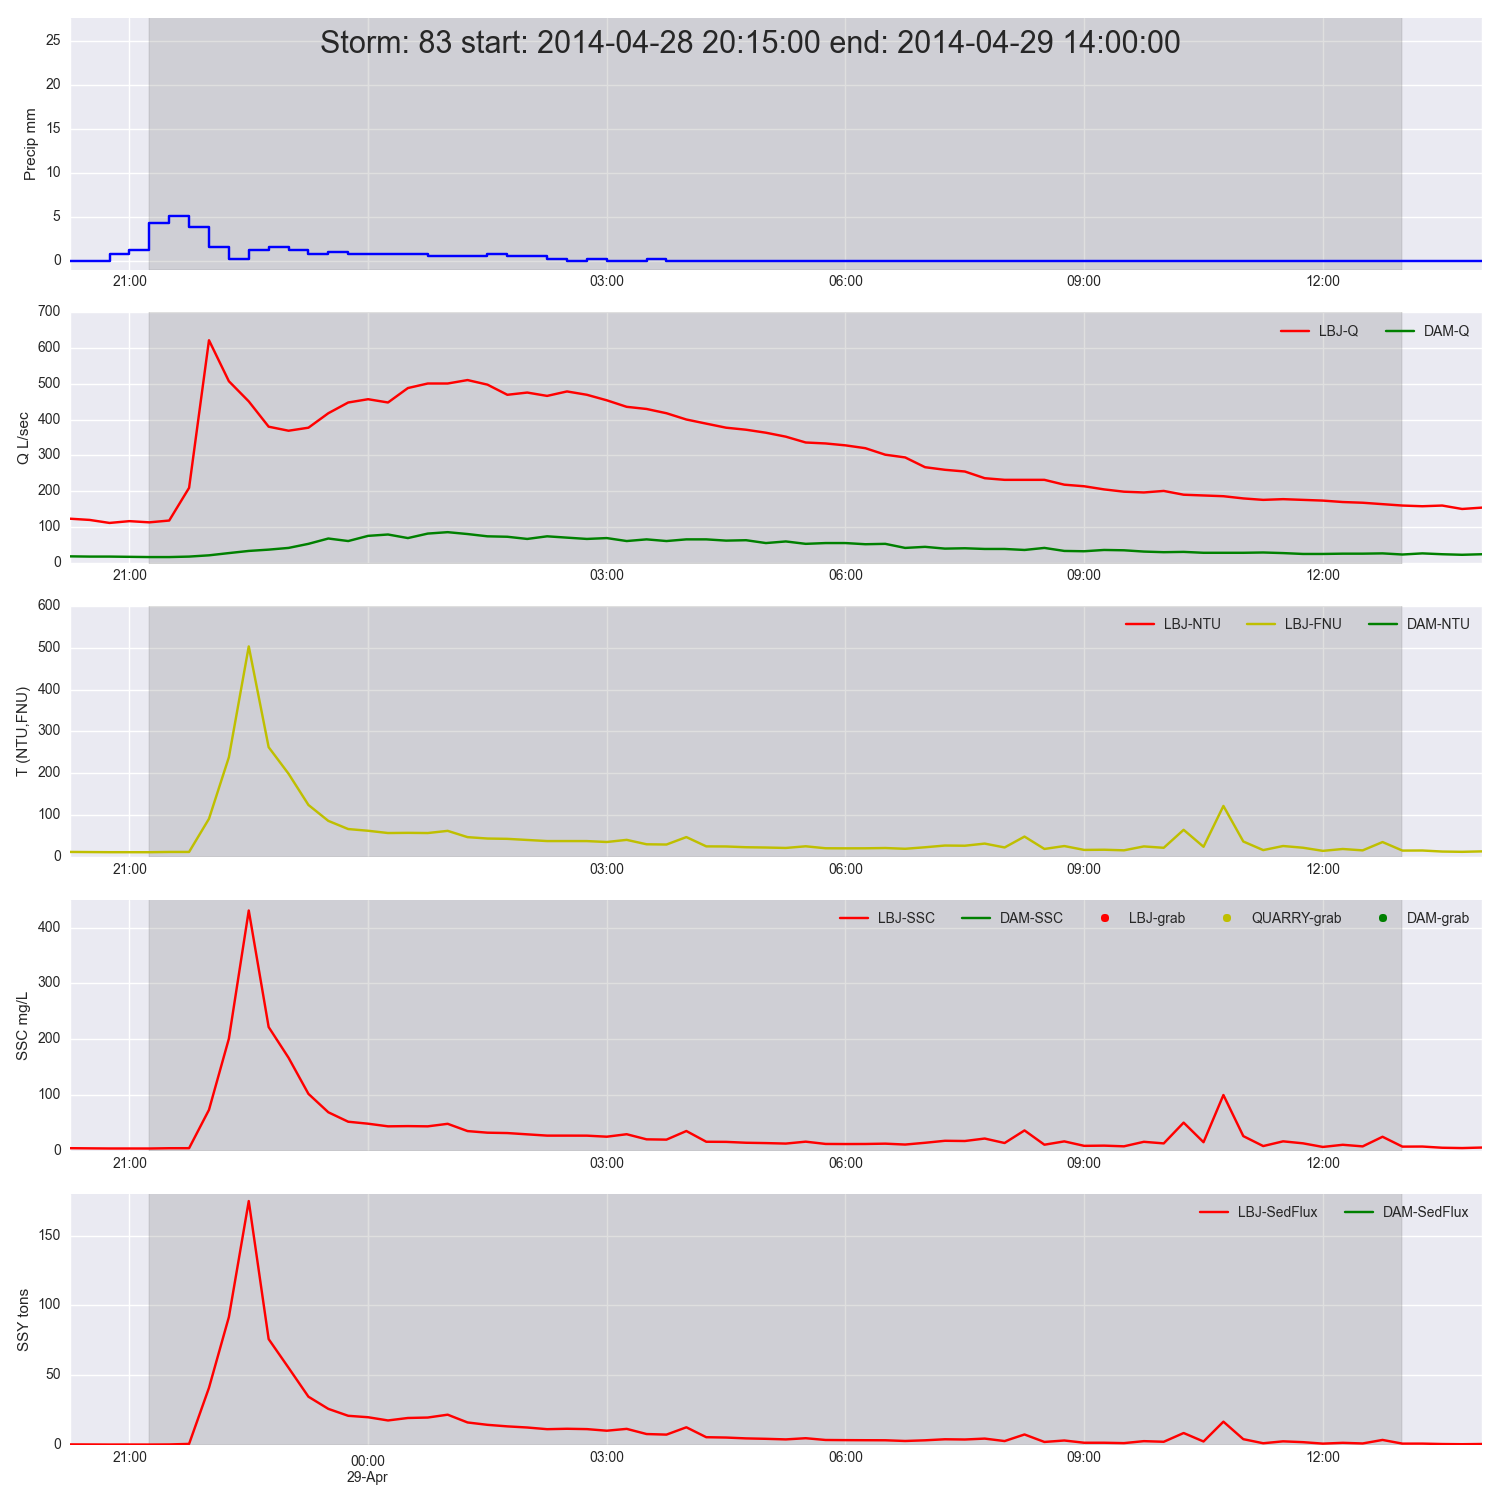 Storm: 83 start: 2014-04-28 20:15:00 end: 2014-04-29 14:00:00
Precip mm
25
20
15
10
5
0
21:00 03:00 06:00 09:00 12:00
Q L/sec
LBJ-Q DAM-Q
700
600
500
400
300
200
100
0
21:00 03:00 06:00 09:00 12:00
T (NTU,FNU)
LBJ-NTU LBJ-FNU DAM-NTU
600
500
400
300
200
100
0
21:00 03:00 06:00 09:00 12:00
SSC mg/L
LBJ-SSC DAM-SSC LBJ-grab QUARRY-grab DAM-grab
400
300
200
100
0
21:00 03:00 06:00 09:00 12:00
SSY tons
LBJ-SedFlux DAM-SedFlux
150
100
50
0
21:00 00:00 03:00 06:00 09:00 12:00
29-Apr